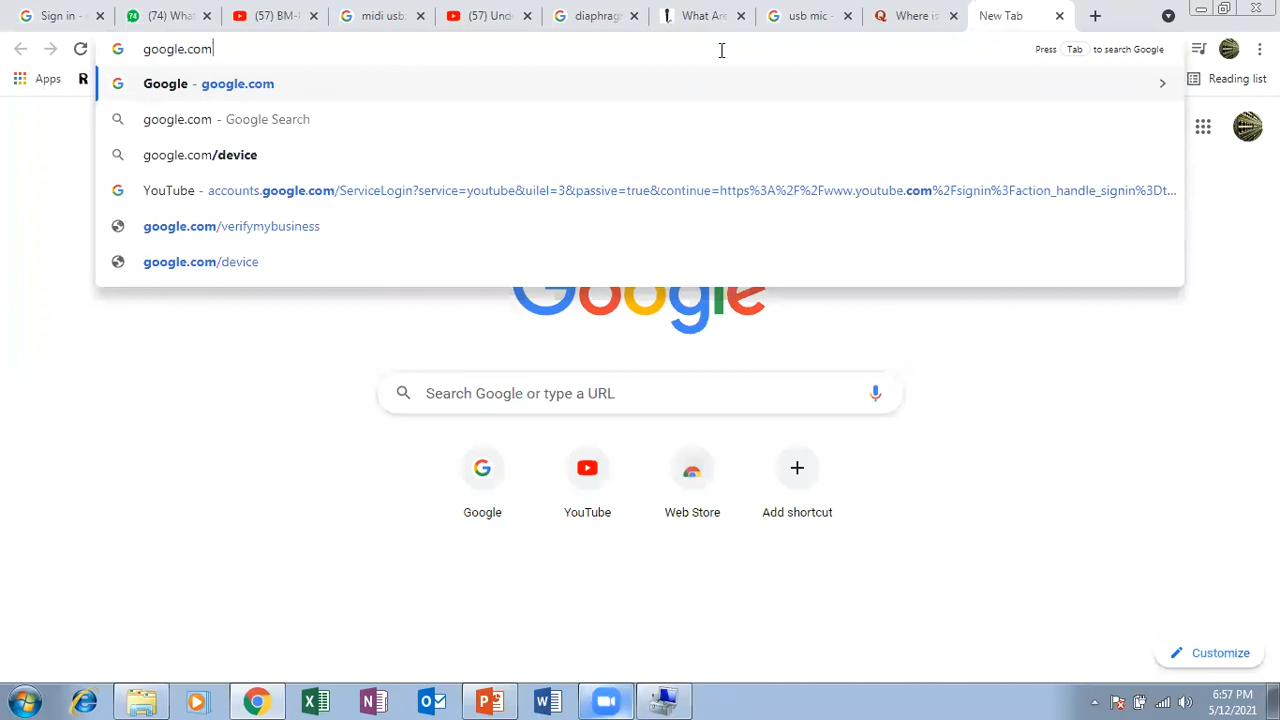 Sign in -
(74) What
(57) BM-
midi usb
(57) Und
diaphrag
What Are
usb mic
Where is
New Tab
google.com
Press Tab to search Google
Apps
R
Reading list
Google - google.com
google.com - Google Search
google.com/device
YouTube - accounts.google.com/ServiceLogin?service=youtube&uilel=3&passive=true&continue=https%3A%2F%2Fwww.youtube.com%2Fsignin%3Faction_handle_signin%3Dt...
google.com/verifymybusiness
google.com/device
Google
Search Google or type a URL
Google
YouTube
Web Store
Add shortcut
Customize
6:57 PM
5/12/2021